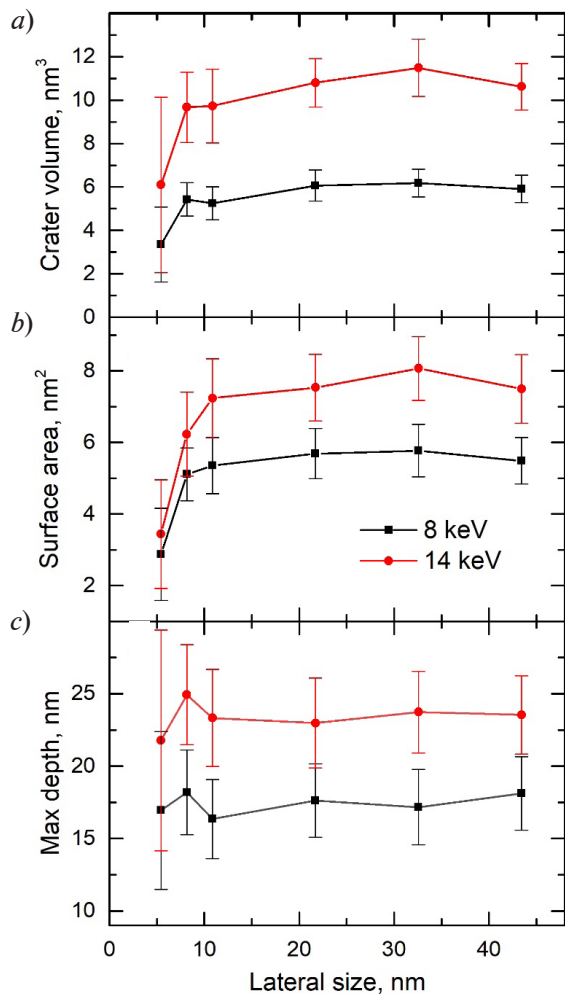 a)
Crater volume, nm³
12
10
8
6
4
2
0
b)
Surface area, nm²
8
6
4
2
8 keV
14 keV
c)
Max depth, nm
25
20
15
10
0 10 20 30 40
Lateral size, nm